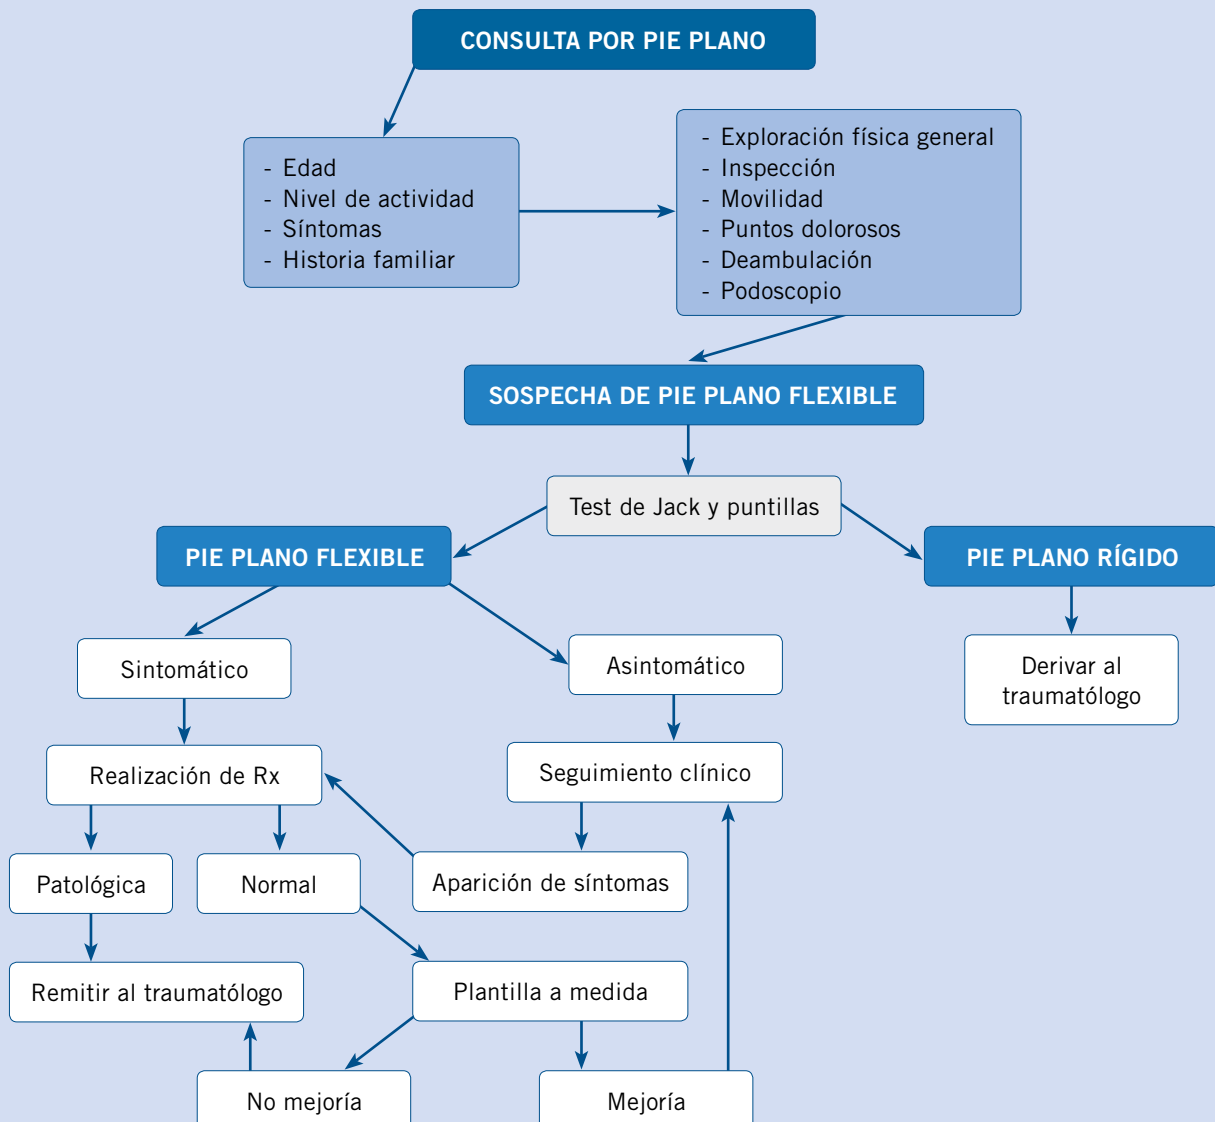 CONSULTA POR PIE PLANO
- Edad
- Nivel de actividad
- Síntomas
- Historia familiar
- Exploración física general
- Inspección
- Movilidad
- Puntos dolorosos
- Deambulación
- Podoscopio
SOSPECHA DE PIE PLANO FLEXIBLE
Test de Jack y puntillas
PIE PLANO FLEXIBLE
PIE PLANO RÍGIDO
Sintomático
Asintomático
Derivar al
traumatólogo
Realización de Rx
Seguimiento clínico
Patológica
Normal
Aparición de síntomas
Remitir al traumatólogo
Plantilla a medida
No mejoría
Mejoría